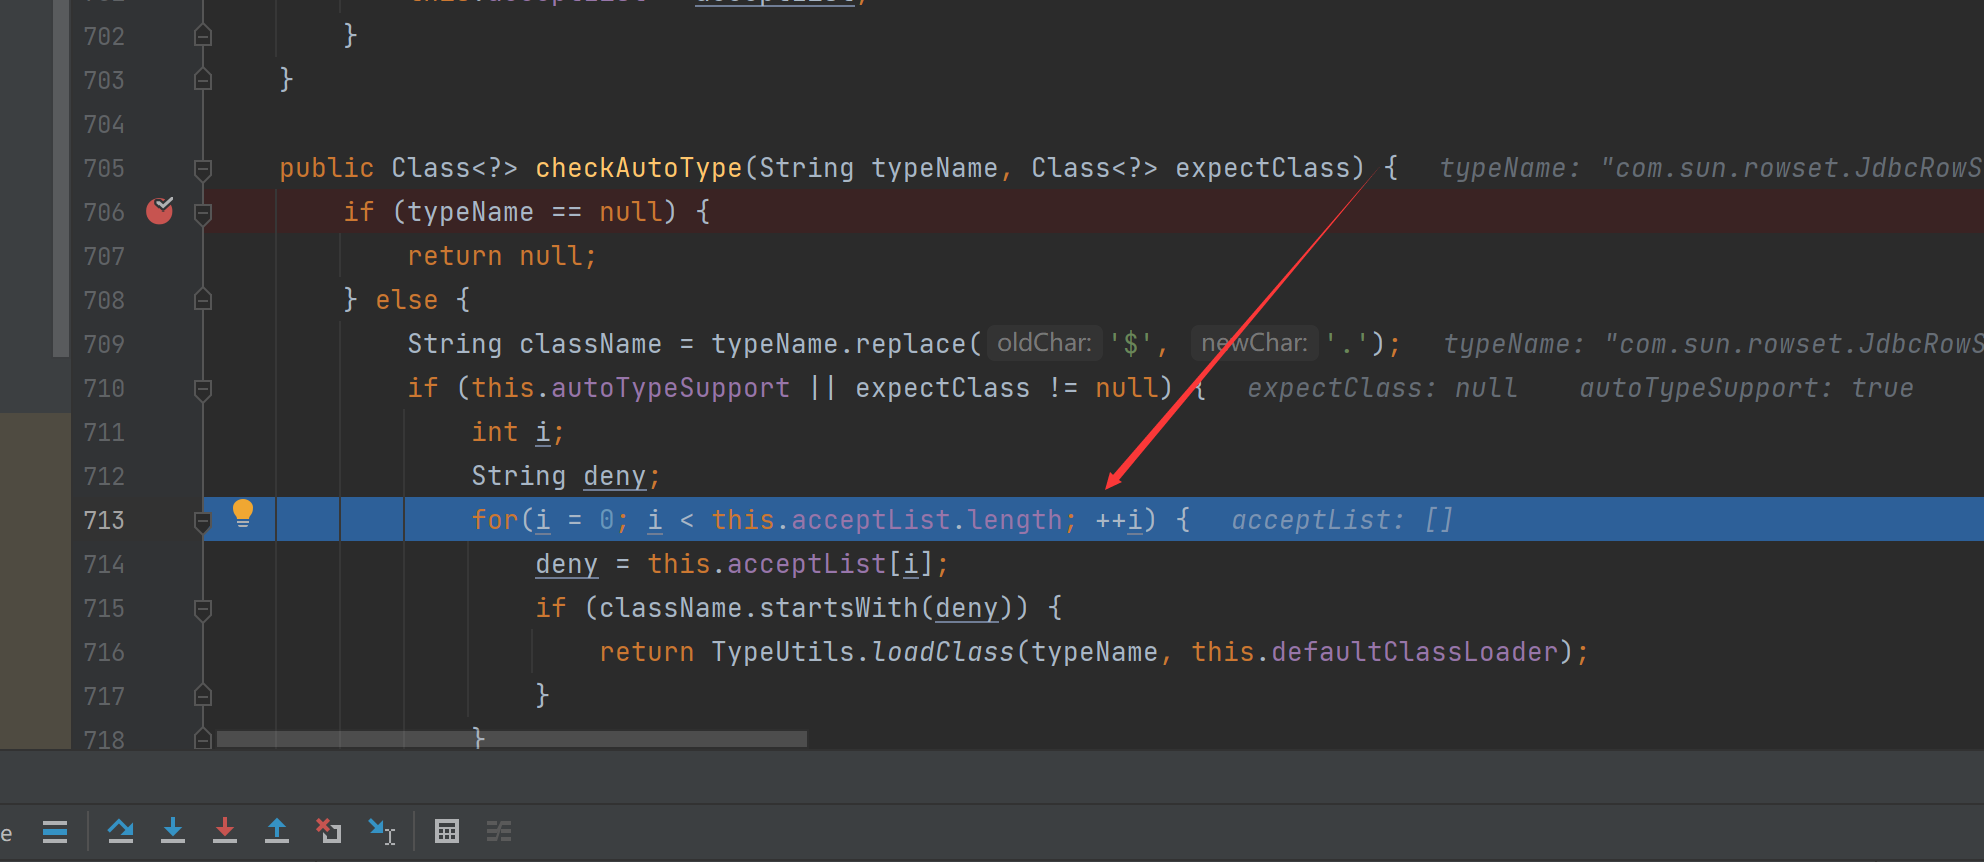 702 }
703 }
704
705 public Class<?> checkAutoType(String typeName, Class<?> expectClass) { typeName: "com.sun.rowset.JdbcRowS
706 if (typeName == null) {
707 return null;
708 } else {
709 String className = typeName.replace( oldChar: '$', newChar: '.'); typeName: "com.sun.rowset.JdbcRowS
710 if (this.autoTypeSupport || expectClass != null) { expectClass: null autoTypeSupport: true
711 int i;
712 String deny;
713 for(i = 0; i < this.acceptList.length; ++i) { acceptList: []
714 deny = this.acceptList[i];
715 if (className.startsWith(deny)) {
716 return TypeUtils.loadClass(typeName, this.defaultClassLoader);
717 }
718 }
e